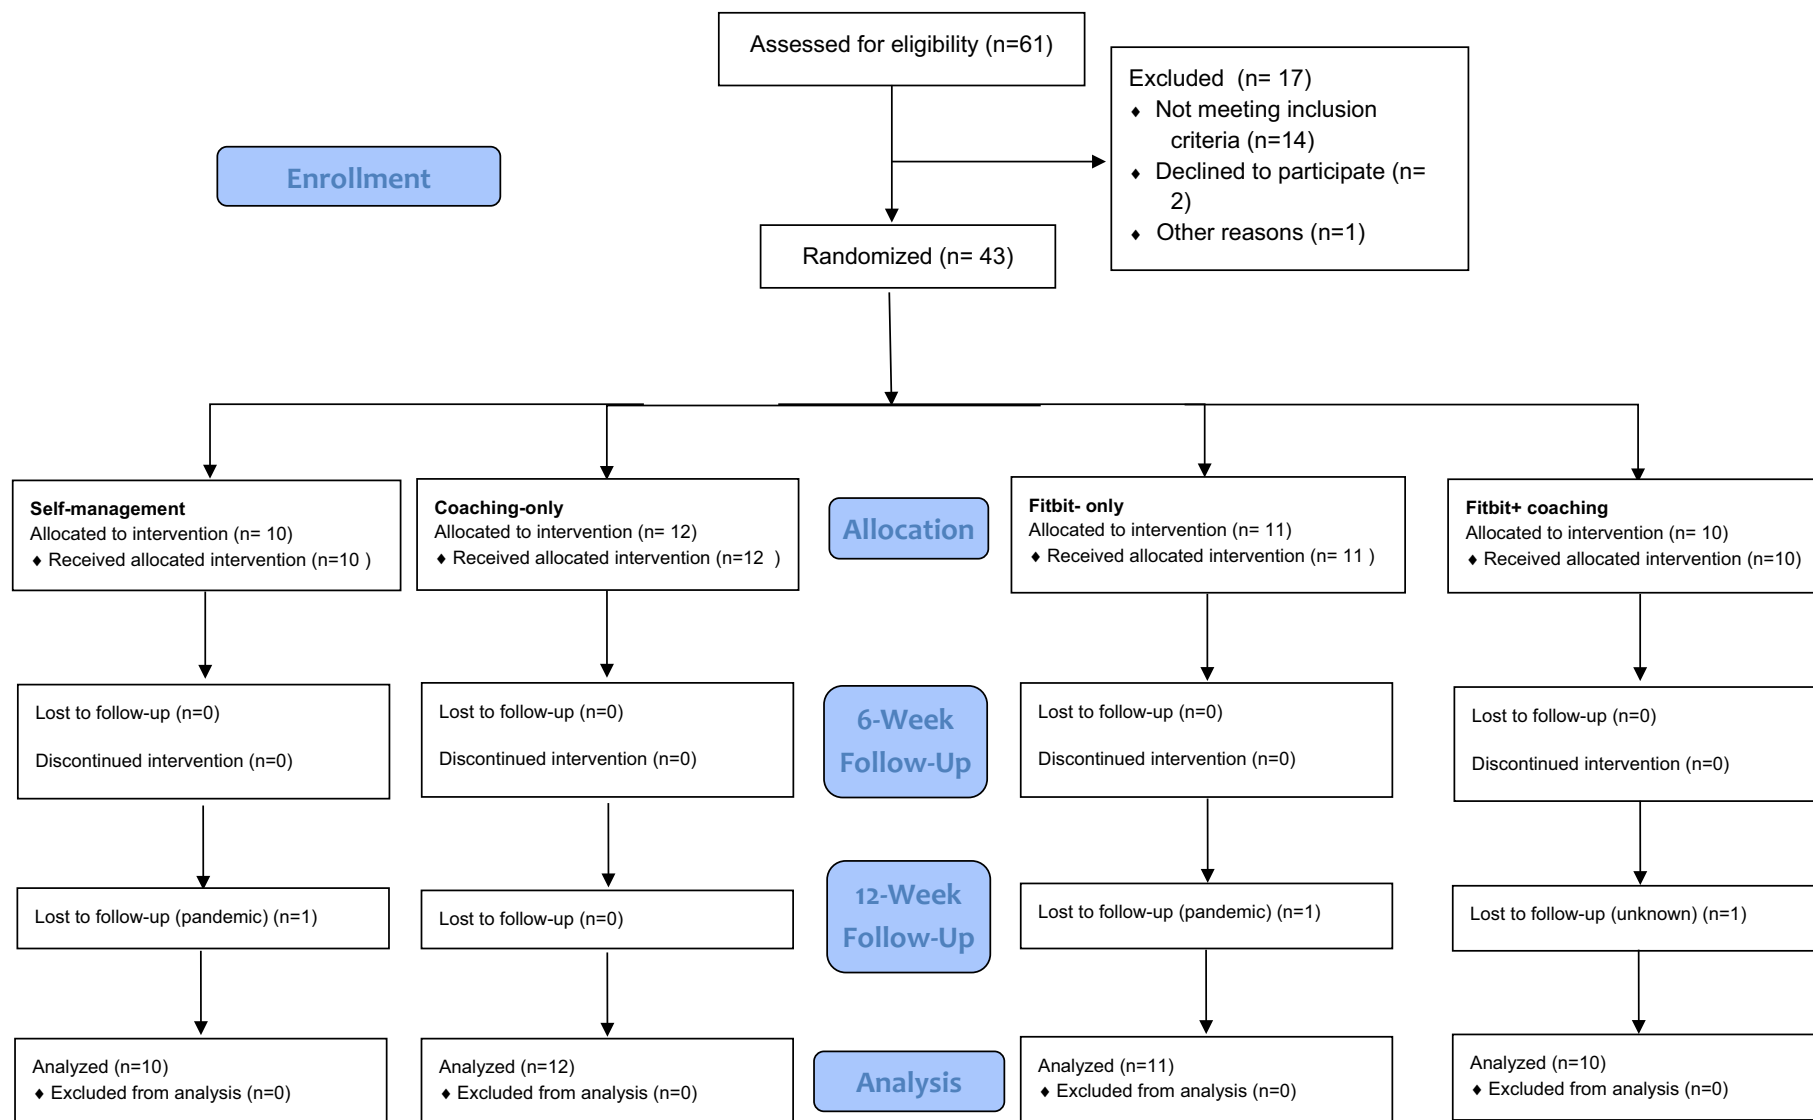 Assessed for eligibility (n=61)
Excluded (n= 17)
♦ Not meeting inclusion
criteria (n=14)
♦ Declined to participate (n=
2)
♦ Other reasons (n=1)
Enrollment
Randomized (n= 43)
Self-management
Allocated to intervention (n= 10)
♦ Received allocated intervention (n=10 )
Coaching-only
Allocated to intervention (n= 12)
♦ Received allocated intervention (n=12 )
Allocation
Fitbit- only
Allocated to intervention (n= 11)
♦ Received allocated intervention (n= 11 )
Fitbit+ coaching
Allocated to intervention (n= 10)
♦ Received allocated intervention (n=10)
Lost to follow-up (n=0)
Discontinued intervention (n=0)
Lost to follow-up (n=0)
Discontinued intervention (n=0)
6-Week
Follow-Up
Lost to follow-up (n=0)
Discontinued intervention (n=0)
Lost to follow-up (n=0)
Discontinued intervention (n=0)
Lost to follow-up (pandemic) (n=1)
Lost to follow-up (n=0)
12-Week
Follow-Up
Lost to follow-up (pandemic) (n=1)
Lost to follow-up (unknown) (n=1)
Analyzed (n=10)
♦ Excluded from analysis (n=0)
Analyzed (n=12)
♦ Excluded from analysis (n=0)
Analysis
Analyzed (n=11)
♦ Excluded from analysis (n=0)
Analyzed (n=10)
♦ Excluded from analysis (n=0)